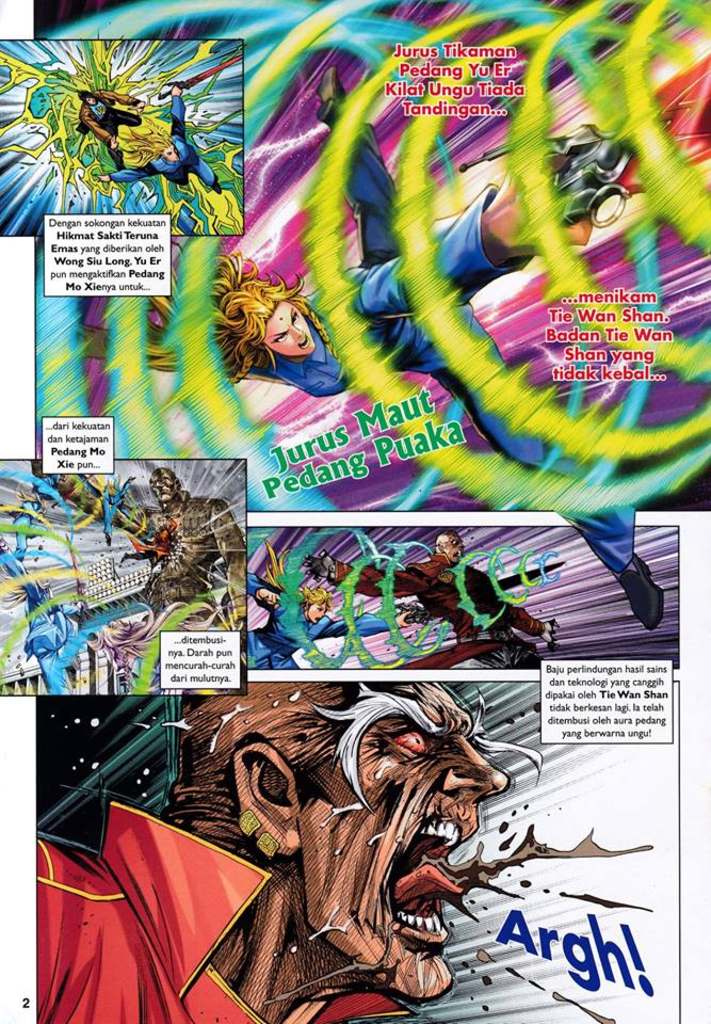 Jurus Tikaman
Pedang Yu Er
Kilat Ungu Tiada
Tandingan...
Dengan sokongan kekuatan
Hikmat Sakti Teruna
Emas yang diberikan oleh
Wong Siu Long, Yu Er
pun mengaktifkan Pedang
Mo Xienya untuk...
...menikam
Tie Wan Shan.
Badan Tie Wan
Shan yang
tidak kebal...
Jurus Maut
Pedang Puaka
...dari kekuatan
dan ketajaman
Pedang Mo
Xie pun...
...ditembusi-
nya. Darah pun
mencurah-curah
dari mulutnya.
Baju perlindungan hasil sains
dan teknologi yang canggih
dipakai oleh Tie Wan Shan
tidak berkesan lagi. Ia telah
ditembusi oleh aura pedang
yang berwarna ungu!
Argh!
2